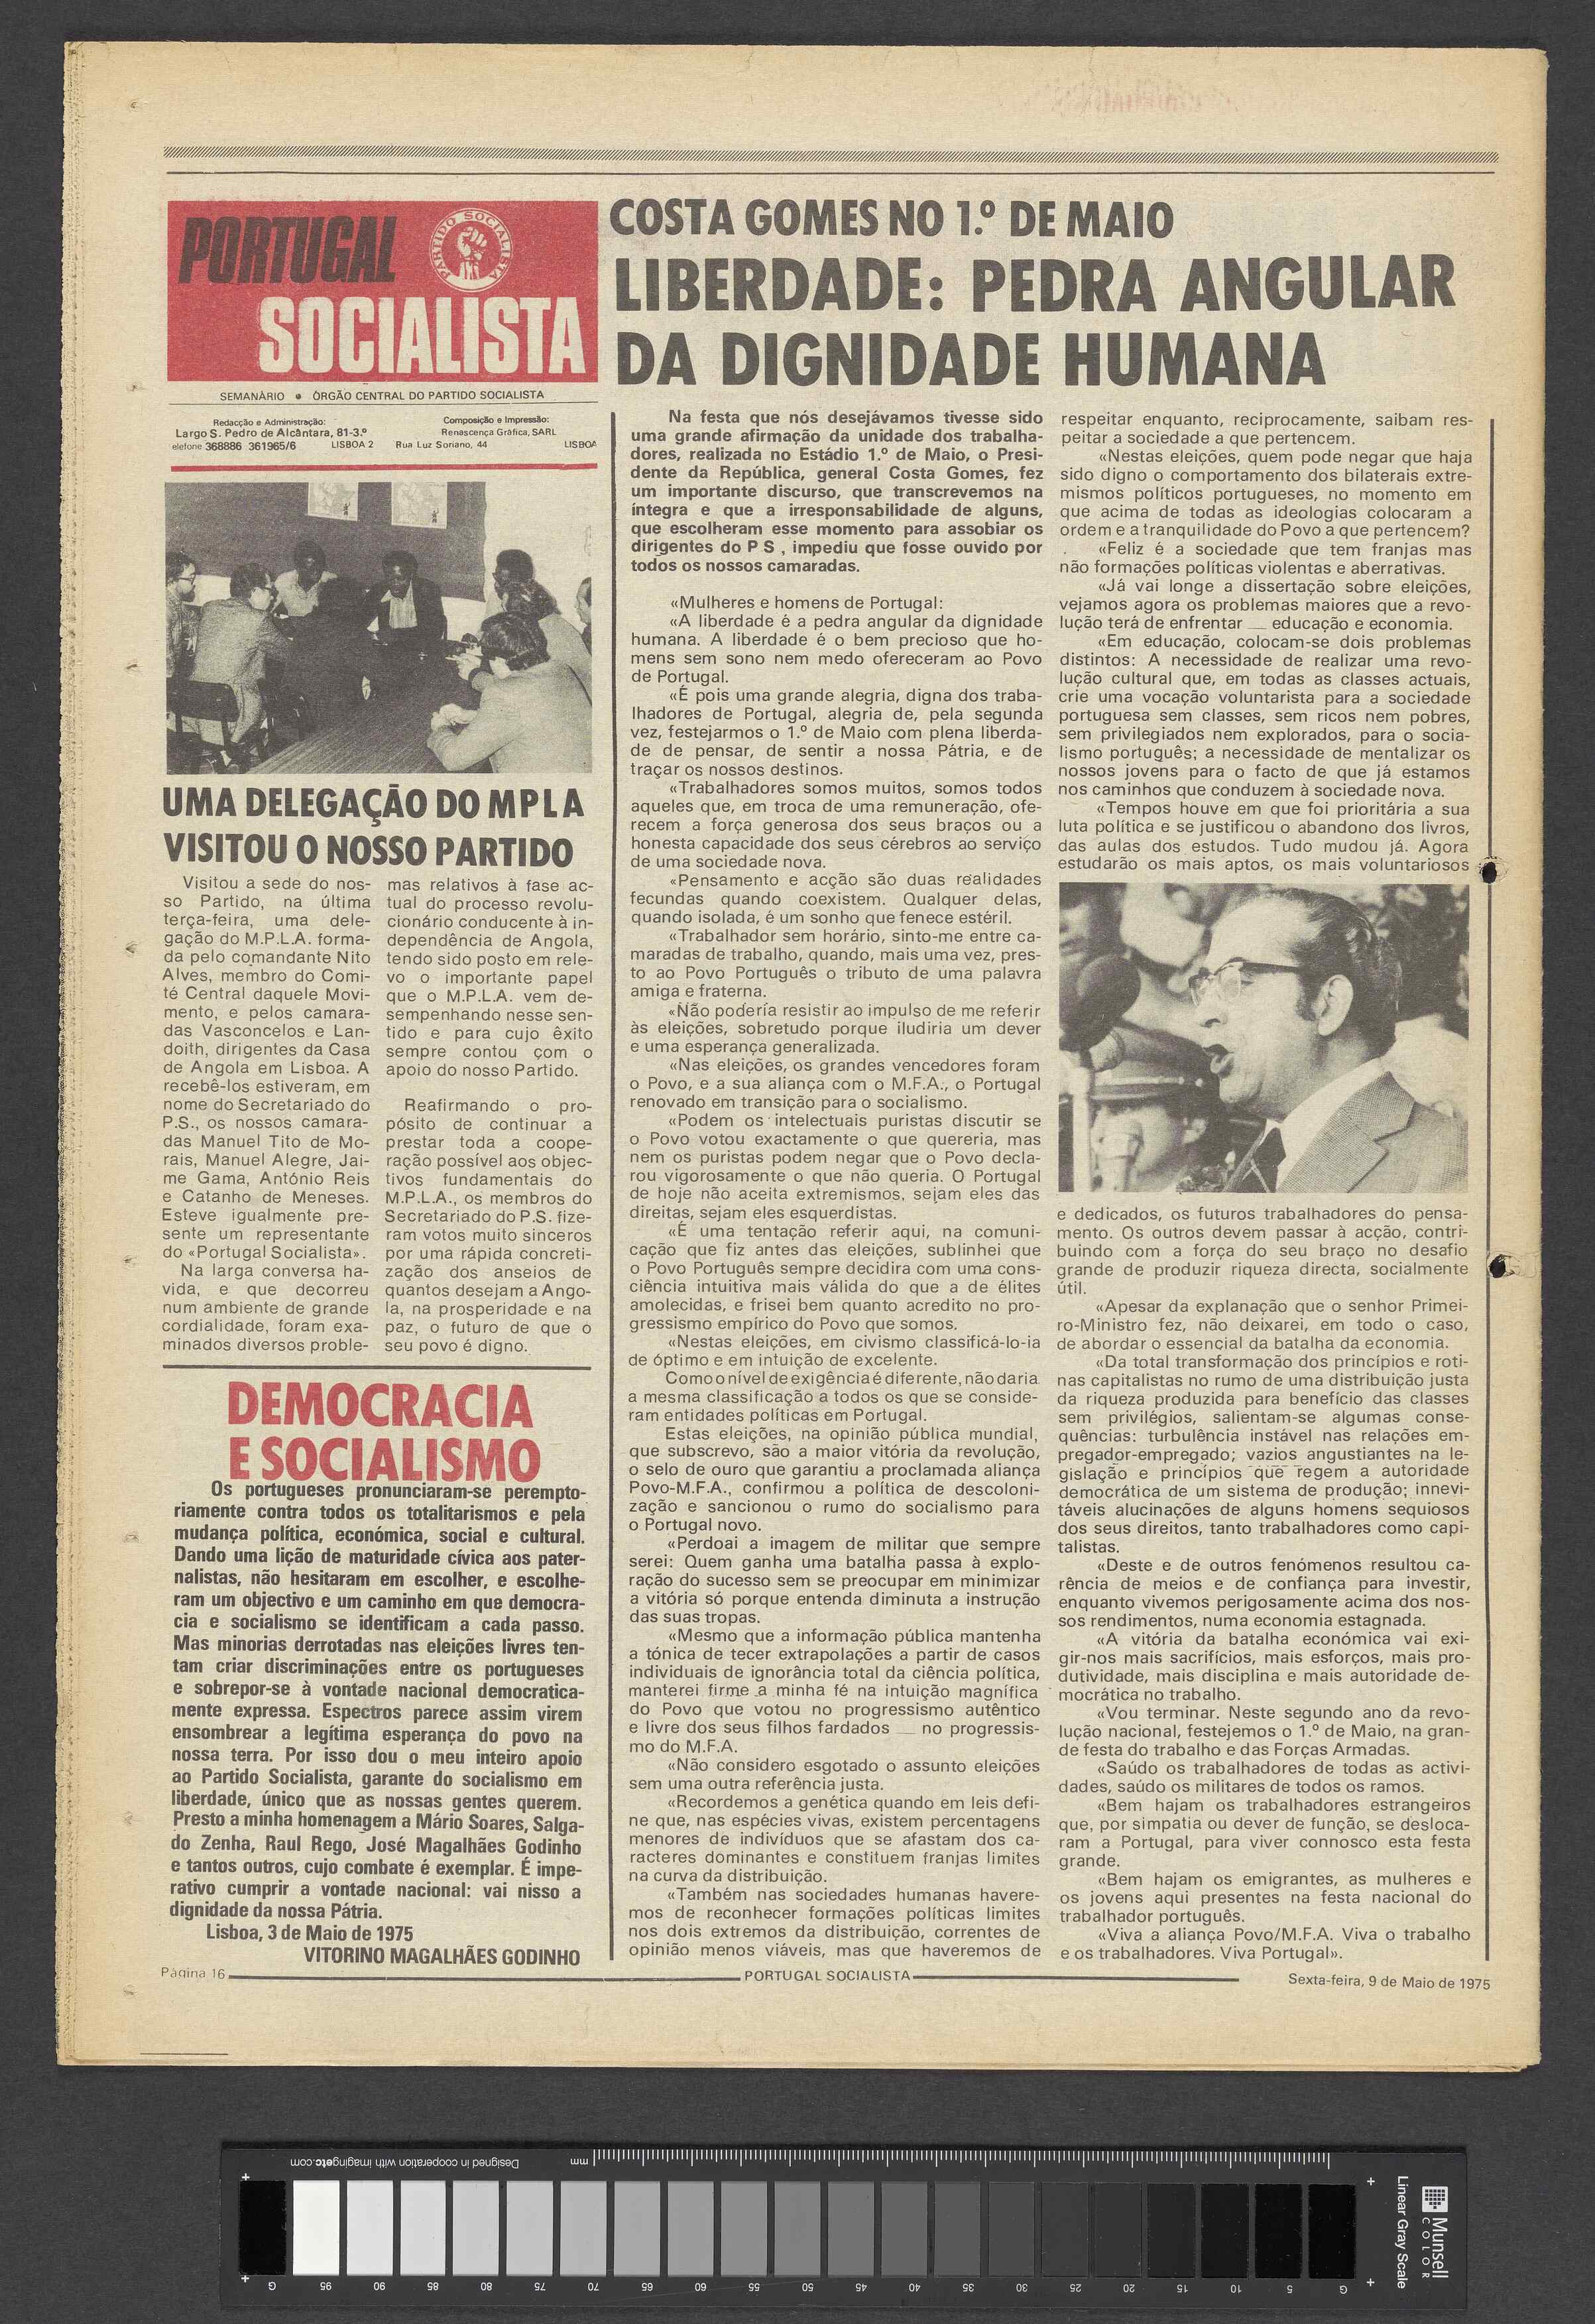 PORTUGAL
PARTIDO SOCIALISTA
SOCIALISTA
SEMANÁRIO • ÓRGÃO CENTRAL DO PARTIDO SOCIALISTA
Redacção e Administração:
Largo S. Pedro de Alcântara, 81-3.º
elefone 368886 361965/6 LISBOA 2
Composição e Impressão:
Renascença Gráfica, SARL
Rua Luz Soriano, 44 LISBOA
UMA DELEGAÇÃO DO MPLA
VISITOU O NOSSO PARTIDO
Visitou a sede do nos-
so Partido, na última
terça-feira, uma dele-
gação do M.P.L.A. forma-
da pelo comandante Nito
Alves, membro do Comi-
té Central daquele Movi-
mento, e pelos camara-
das Vasconcelos e Lan-
doith, dirigentes da Casa
de Angola em Lisboa. A
recebê-los estiveram, em
nome do Secretariado do
P.S., os nossos camara-
das Manuel Tito de Mo-
rais, Manuel Alegre, Jai-
me Gama, António Reis
e Catanho de Meneses.
Esteve igualmente pre-
sente um representante
do «Portugal Socialista».
Na larga conversa ha-
vida, e que decorreu
num ambiente de grande
cordialidade, foram exa-
minados diversos proble-
mas relativos à fase ac-
tual do processo revolu-
cionário conducente à in-
dependência de Angola,
tendo sido posto em rele-
vo o importante papel
que o M.P.L.A. vem de-
sempenhando nesse sen-
tido e para cujo êxito
sempre contou com o
apoio do nosso Partido.
Reafirmando o pro-
pósito de continuar a
prestar toda a coope-
ração possível aos objec-
tivos fundamentais do
M.P.L.A., os membros do
Secretariado do P.S. fize-
ram votos muito sinceros
por uma rápida concreti-
zação dos anseios de
quantos desejam a Ango-
la, na prosperidade e na
paz, o futuro de que o
seu povo é digno.
DEMOCRACIA
E SOCIALISMO
Os portugueses pronunciaram-se perempto-
riamente contra todos os totalitarismos e pela
mudança política, económica, social e cultural.
Dando uma lição de maturidade cívica aos pater-
nalistas, não hesitaram em escolher, e escolhe-
ram um objectivo e um caminho em que democra-
cia e socialismo se identificam a cada passo.
Mas minorias derrotadas nas eleições livres ten-
tam criar discriminações entre os portugueses
e sobrepor-se à vontade nacional democratica-
mente expressa. Espectros parece assim virem
ensombrear a legítima esperança do povo na
nossa terra. Por isso dou o meu inteiro apoio
ao Partido Socialista, garante do socialismo em
liberdade, único que as nossas gentes querem.
Presto a minha homenagem a Mário Soares, Salga-
do Zenha, Raul Rego, José Magalhães Godinho
e tantos outros, cujo combate é exemplar. É impe-
rativo cumprir a vontade nacional: vai nisso a
dignidade da nossa Pátria.
Lisboa, 3 de Maio de 1975
VITORINO MAGALHÃES GODINHO
COSTA GOMES NO 1.º DE MAIO
LIBERDADE: PEDRA ANGULAR
DA DIGNIDADE HUMANA
Na festa que nós desejávamos tivesse sido
uma grande afirmação da unidade dos trabalha-
dores, realizada no Estádio 1.º de Maio, o Presi-
dente da República, general Costa Gomes, fez
um importante discurso, que transcrevemos na
íntegra e que a irresponsabilidade de alguns,
que escolheram esse momento para assobiar os
dirigentes do P S , impediu que fosse ouvido por
todos os nossos camaradas.
«Mulheres e homens de Portugal:
«A liberdade é a pedra angular da dignidade
humana. A liberdade é o bem precioso que ho-
mens sem sono nem medo ofereceram ao Povo
de Portugal.
«É pois uma grande alegria, digna dos traba-
lhadores de Portugal, alegria de, pela segunda
vez, festejarmos o 1.º de Maio com plena liberda-
de de pensar, de sentir a nossa Pátria, e de
traçar os nossos destinos.
«Trabalhadores somos muitos, somos todos
aqueles que, em troca de uma remuneração, ofe-
recem a força generosa dos seus braços ou a
honesta capacidade dos seus cérebros ao serviço
de uma sociedade nova.
«Pensamento e acção são duas realidades
fecundas quando coexistem. Qualquer delas,
quando isolada, é um sonho que fenece estéril.
«Trabalhador sem horário, sinto-me entre ca-
maradas de trabalho, quando, mais uma vez, pres-
to ao Povo Português o tributo de uma palavra
amiga e fraterna.
«Não poderia resistir ao impulso de me referir
às eleições, sobretudo porque iludiria um dever
e uma esperança generalizada.
«Nas eleições, os grandes vencedores foram
o Povo, e a sua aliança com o M.F.A., o Portugal
renovado em transição para o socialismo.
«Podem os intelectuais puristas discutir se
o Povo votou exactamente o que quereria, mas
nem os puristas podem negar que o Povo decla-
rou vigorosamente o que não queria. O Portugal
de hoje não aceita extremismos, sejam eles das
direitas, sejam eles esquerdistas.
«É uma tentação referir aqui, na comuni-
cação que fiz antes das eleições, sublinhei que
o Povo Português sempre decidira com uma cons-
ciência intuitiva mais válida do que a de élites
amolecidas, e frisei bem quanto acredito no pro-
gressismo empírico do Povo que somos.
«Nestas eleições, em civismo classificá-lo-ia
de óptimo e em intuição de excelente.
Como o nível de exigência é diferente, não daria
a mesma classificação a todos os que se conside-
ram entidades políticas em Portugal.
Estas eleições, na opinião pública mundial,
que subscrevo, são a maior vitória da revolução,
o selo de ouro que garantiu a proclamada aliança
Povo-M.F.A., confirmou a política de descoloni-
zação e sancionou o rumo do socialismo para
o Portugal novo.
«Perdoai a imagem de militar que sempre
serei: Quem ganha uma batalha passa à explo-
ração do sucesso sem se preocupar em minimizar
a vitória só porque entenda diminuta a instrução
das suas tropas.
«Mesmo que a informação pública mantenha
a tónica de tecer extrapolações a partir de casos
individuais de ignorância total da ciência política,
manterei firme a minha fé na intuição magnífica
do Povo que votou no progressismo autêntico
e livre dos seus filhos fardados — no progressis-
mo do M.F.A.
«Não considero esgotado o assunto eleições
sem uma outra referência justa.
«Recordemos a genética quando em leis defi-
ne que, nas espécies vivas, existem percentagens
menores de indivíduos que se afastam dos ca-
racteres dominantes e constituem franjas limites
na curva da distribuição.
«Também nas sociedades humanas havere-
mos de reconhecer formações políticas limites
nos dois extremos da distribuição, correntes de
opinião menos viáveis, mas que haveremos de
respeitar enquanto, reciprocamente, saibam res-
peitar a sociedade a que pertencem.
«Nestas eleições, quem pode negar que haja
sido digno o comportamento dos bilaterais extre-
mismos políticos portugueses, no momento em
que acima de todas as ideologias colocaram a
ordem e a tranquilidade do Povo a que pertencem?
«Feliz é a sociedade que tem franjas mas
não formações políticas violentas e aberrativas.
«Já vai longe a dissertação sobre eleições,
vejamos agora os problemas maiores que a revo-
lução terá de enfrentar — educação e economia.
«Em educação, colocam-se dois problemas
distintos: A necessidade de realizar uma revo-
lução cultural que, em todas as classes actuais,
crie uma vocação voluntarista para a sociedade
portuguesa sem classes, sem ricos nem pobres,
sem privilegiados nem explorados, para o socia-
lismo português; a necessidade de mentalizar os
nossos jovens para o facto de que já estamos
nos caminhos que conduzem à sociedade nova.
«Tempos houve em que foi prioritária a sua
luta política e se justificou o abandono dos livros,
das aulas dos estudos. Tudo mudou já. Agora
estudarão os mais aptos, os mais voluntariosos
e dedicados, os futuros trabalhadores do pensa-
mento. Os outros devem passar à acção, contri-
buindo com a força do seu braço no desafio
grande de produzir riqueza directa, socialmente
útil.
«Apesar da explanação que o senhor Primei-
ro-Ministro fez, não deixarei, em todo o caso,
de abordar o essencial da batalha da economia.
«Da total transformação dos princípios e roti-
nas capitalistas no rumo de uma distribuição justa
da riqueza produzida para benefício das classes
sem privilégios, salientam-se algumas conse-
quências: turbulência instável nas relações em-
pregador-empregado; vazios angustiantes na le-
gislação e princípios que regem a autoridade
democrática de um sistema de produção; innevi-
táveis alucinações de alguns homens sequiosos
dos seus direitos, tanto trabalhadores como capi-
talistas.
«Deste e de outros fenómenos resultou ca-
rência de meios e de confiança para investir,
enquanto vivemos perigosamente acima dos nos-
sos rendimentos, numa economia estagnada.
«A vitória da batalha económica vai exi-
gir-nos mais sacrifícios, mais esforços, mais pro-
dutividade, mais disciplina e mais autoridade de-
mocrática no trabalho.
«Vou terminar. Neste segundo ano da revo-
lução nacional, festejemos o 1.º de Maio, na gran-
de festa do trabalho e das Forças Armadas.
«Saúdo os trabalhadores de todas as activi-
dades, saúdo os militares de todos os ramos.
«Bem hajam os trabalhadores estrangeiros
que, por simpatia ou dever de função, se desloca-
ram a Portugal, para viver connosco esta festa
grande.
«Bem hajam os emigrantes, as mulheres e
os jovens aqui presentes na festa nacional do
trabalhador português.
«Viva a aliança Povo/M.F.A. Viva o trabalho
e os trabalhadores. Viva Portugal».
Página 16 PORTUGAL SOCIALISTA Sexta-feira, 9 de Maio de 1975
Designed in cooperation with imagingetc.com
mm
Munsell
COLOR
Linear Gray Scale
G 95 90 85 80 75 70 65 60 55 50 45 40 35 30 25 20 15 10 5 G